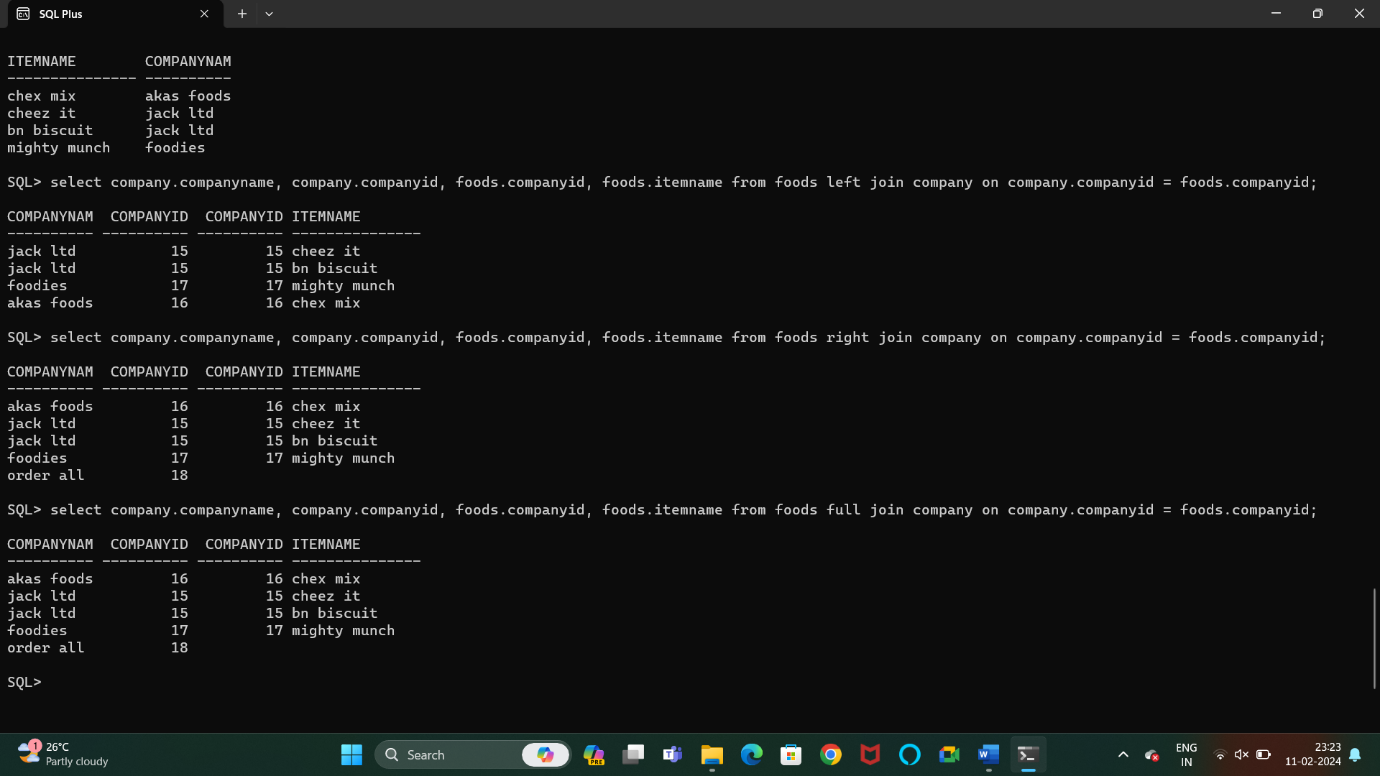 SQL Plus
ITEMNAME        COMPANYNAM
--------------- ----------
chex mix        akas foods
cheez it        jack ltd
bn biscuit      jack ltd
mighty munch    foodies
SQL> select company.companyname, company.companyid, foods.companyid, foods.itemname from foods left join company on company.companyid = foods.companyid;
COMPANYNAM  COMPANYID  COMPANYID ITEMNAME
---------- ---------- ---------- ---------------
jack ltd           15         15 cheez it
jack ltd           15         15 bn biscuit
foodies            17         17 mighty munch
akas foods         16         16 chex mix
SQL> select company.companyname, company.companyid, foods.companyid, foods.itemname from foods right join company on company.companyid = foods.companyid;
COMPANYNAM  COMPANYID  COMPANYID ITEMNAME
---------- ---------- ---------- ---------------
akas foods         16         16 chex mix
jack ltd           15         15 cheez it
jack ltd           15         15 bn biscuit
foodies            17         17 mighty munch
order all          18
SQL> select company.companyname, company.companyid, foods.companyid, foods.itemname from foods full join company on company.companyid = foods.companyid;
COMPANYNAM  COMPANYID  COMPANYID ITEMNAME
---------- ---------- ---------- ---------------
akas foods         16         16 chex mix
jack ltd           15         15 cheez it
jack ltd           15         15 bn biscuit
foodies            17         17 mighty munch
order all          18
SQL>
1
26°C
Partly cloudy
Search
PRE
ENG
IN
23:23
11-02-2024